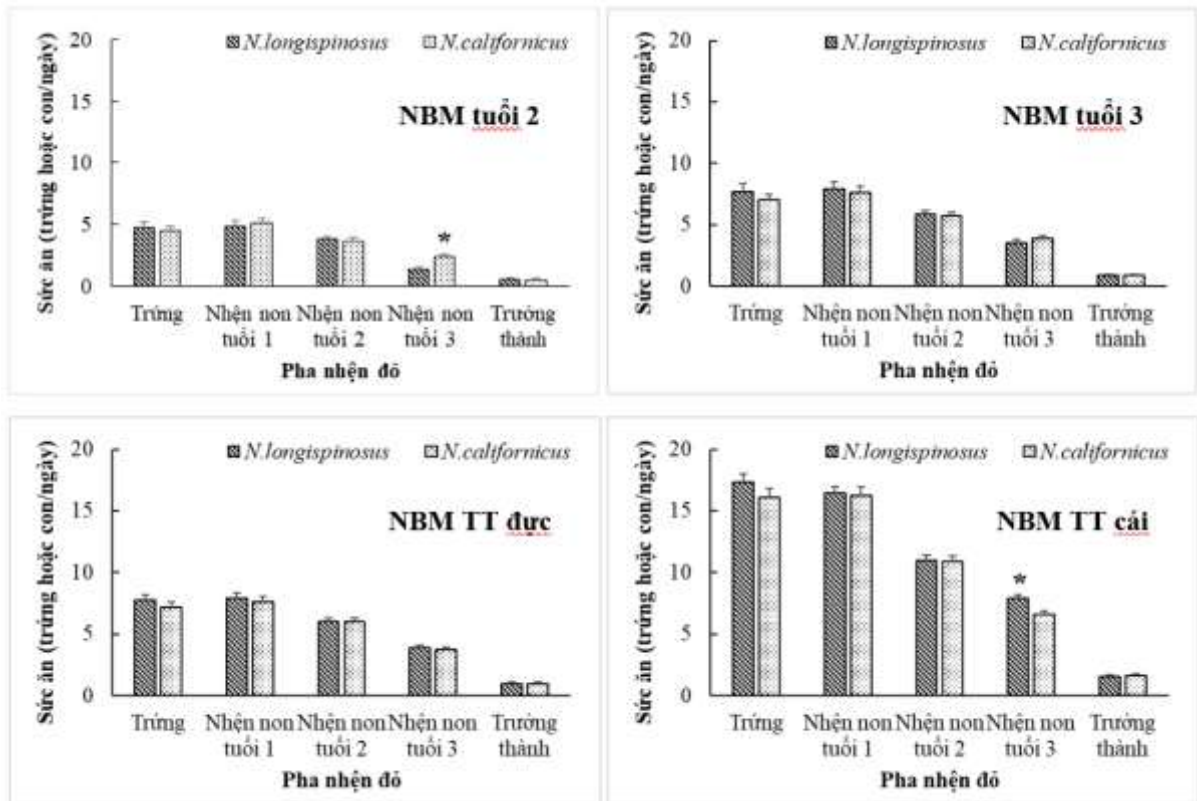 N.longispinosus N.californicus
NBM tuổi 2
Sức ăn (trứng hoặc con/ngày)
20
15
10
5
0
*
Trứng Nhện non Nhện non Nhện non Trưởng
tuổi 1 tuổi 2 tuổi 3 thành
Pha nhện đỏ
N.longispinosus N.californicus
NBM tuổi 3
Sức ăn (trứng hoặc con/ngày)
20
15
10
5
0
Trứng Nhện non Nhện non Nhện non Trưởng
tuổi 1 tuổi 2 tuổi 3 thành
Pha nhện đỏ
N.longispinosus N.californicus
NBM TT đực
Sức ăn (trứng hoặc con/ngày)
20
15
10
5
0
Trứng Nhện non Nhện non Nhện non Trưởng
tuổi 1 tuổi 2 tuổi 3 thành
Pha nhện đỏ
N.longispinosus N.californicus
NBM TT cái
Sức ăn (trứng hoặc con/ngày)
20
15
10
5
0
*
Trứng Nhện non Nhện non Nhện non Trưởng
tuổi 1 tuổi 2 tuổi 3 thành
Pha nhện đỏ